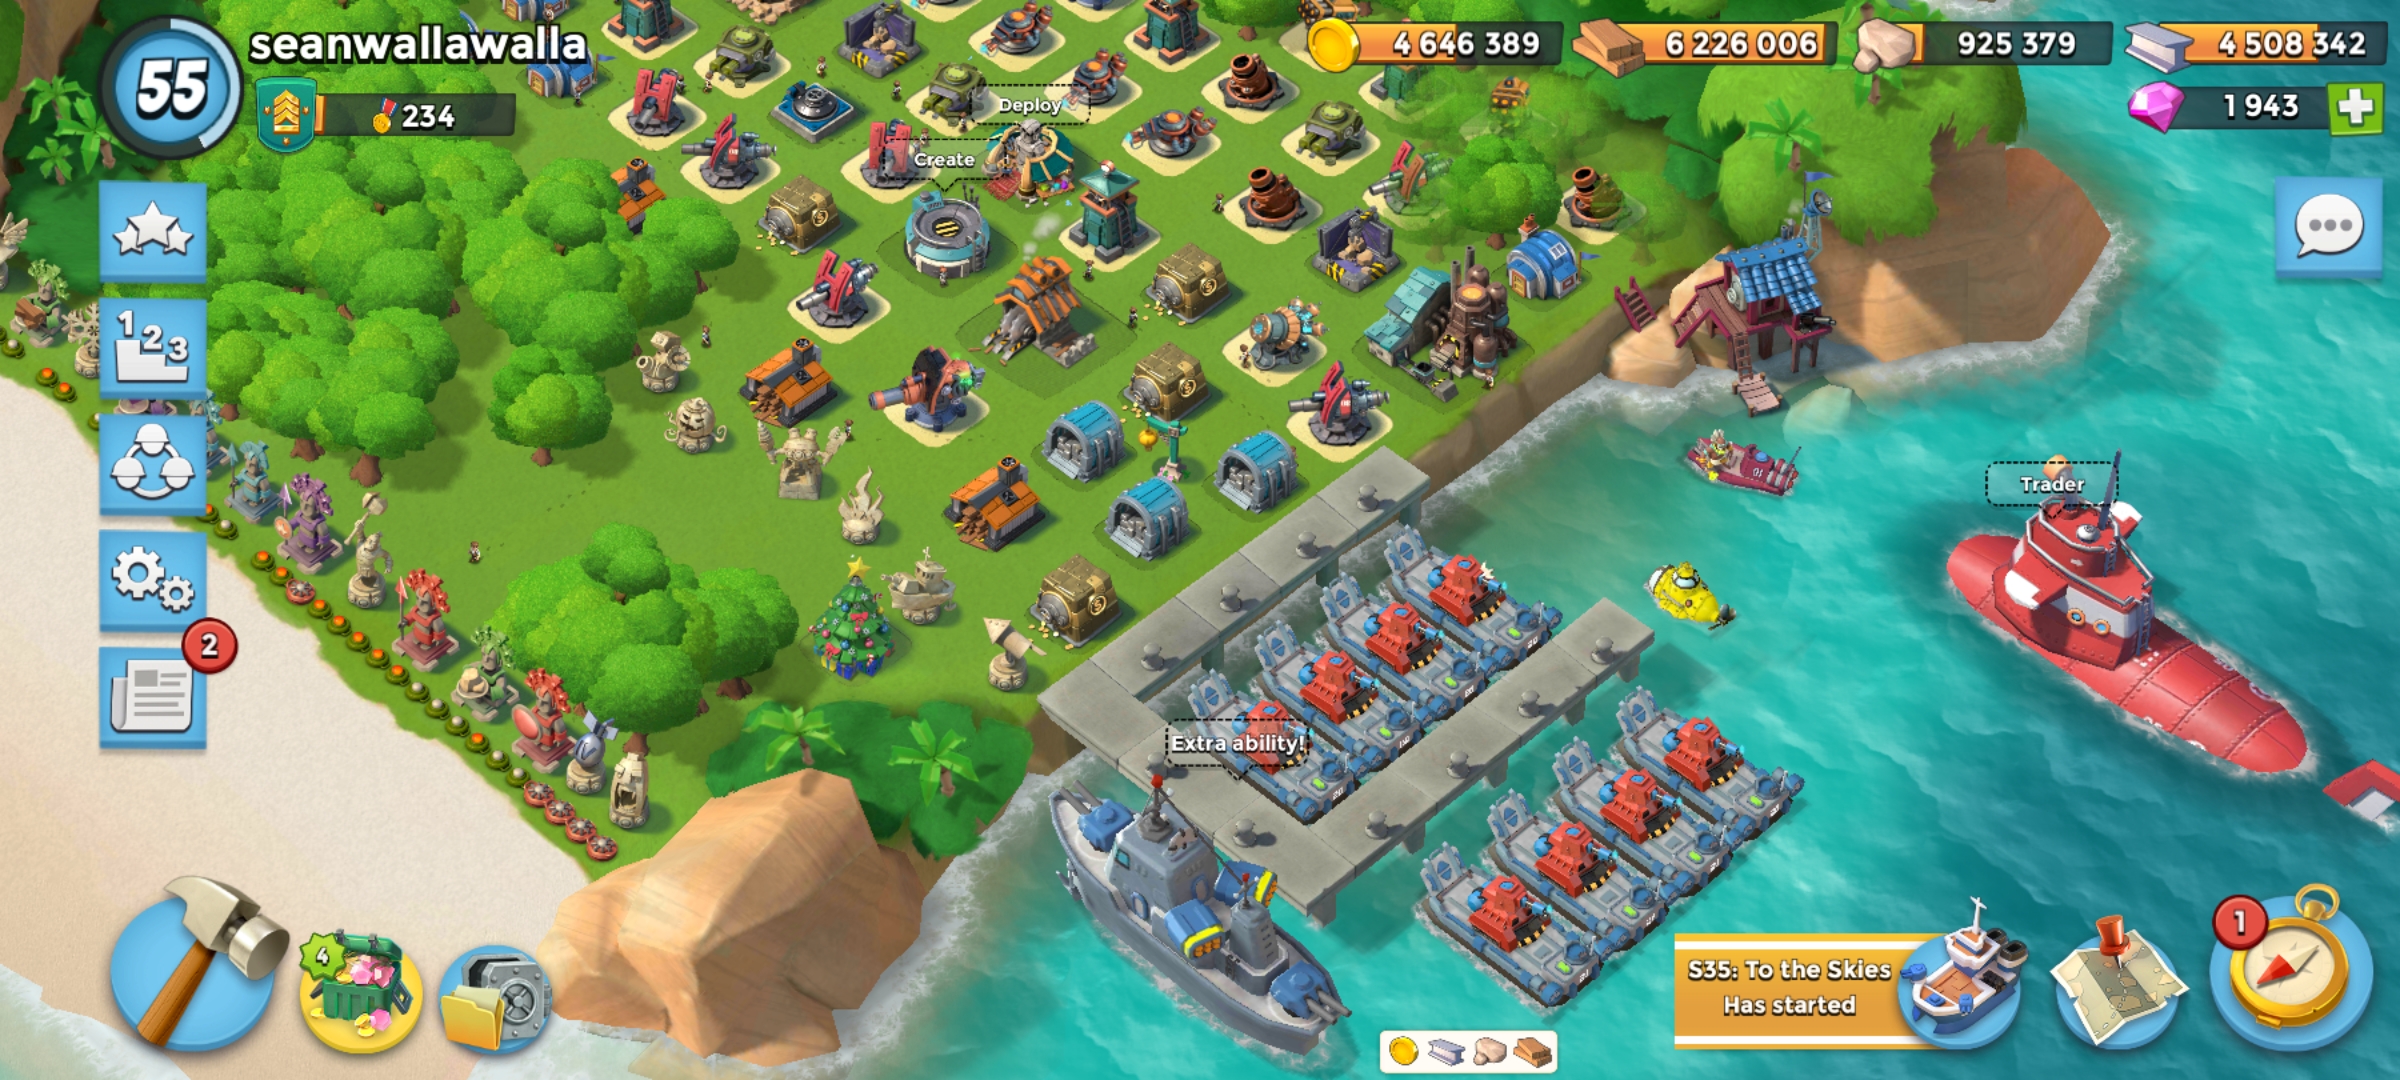 55
seanwallawalla
234
4 646 389
6 226 006
925 379
4 508 342
1 943
Deploy
Create
123
Trader
2
Extra ability!
4
S35: To the Skies
Has started
1